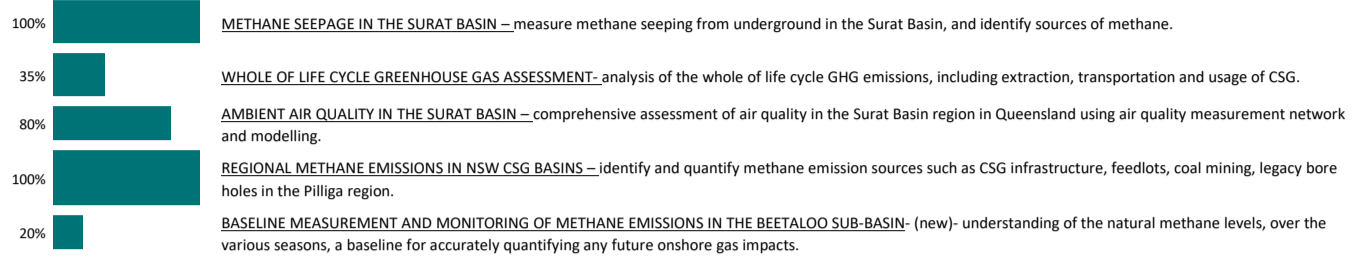 100% METHANE SEEPAGE IN THE SURAT BASIN – measure methane seeping from underground in the Surat Basin, and identify sources of methane.
35% WHOLE OF LIFE CYCLE GREENHOUSE GAS ASSESSMENT- analysis of the whole of life cycle GHG emissions, including extraction, transportation and usage of CSG.
80% AMBIENT AIR QUALITY IN THE SURAT BASIN – comprehensive assessment of air quality in the Surat Basin region in Queensland using air quality measurement network
and modelling.
100% REGIONAL METHANE EMISSIONS IN NSW CSG BASINS – identify and quantify methane emission sources such as CSG infrastructure, feedlots, coal mining, legacy bore
holes in the Pilliga region.
20% BASELINE MEASUREMENT AND MONITORING OF METHANE EMISSIONS IN THE BEETALOO SUB-BASIN- (new)- understanding of the natural methane levels, over the
various seasons, a baseline for accurately quantifying any future onshore gas impacts.